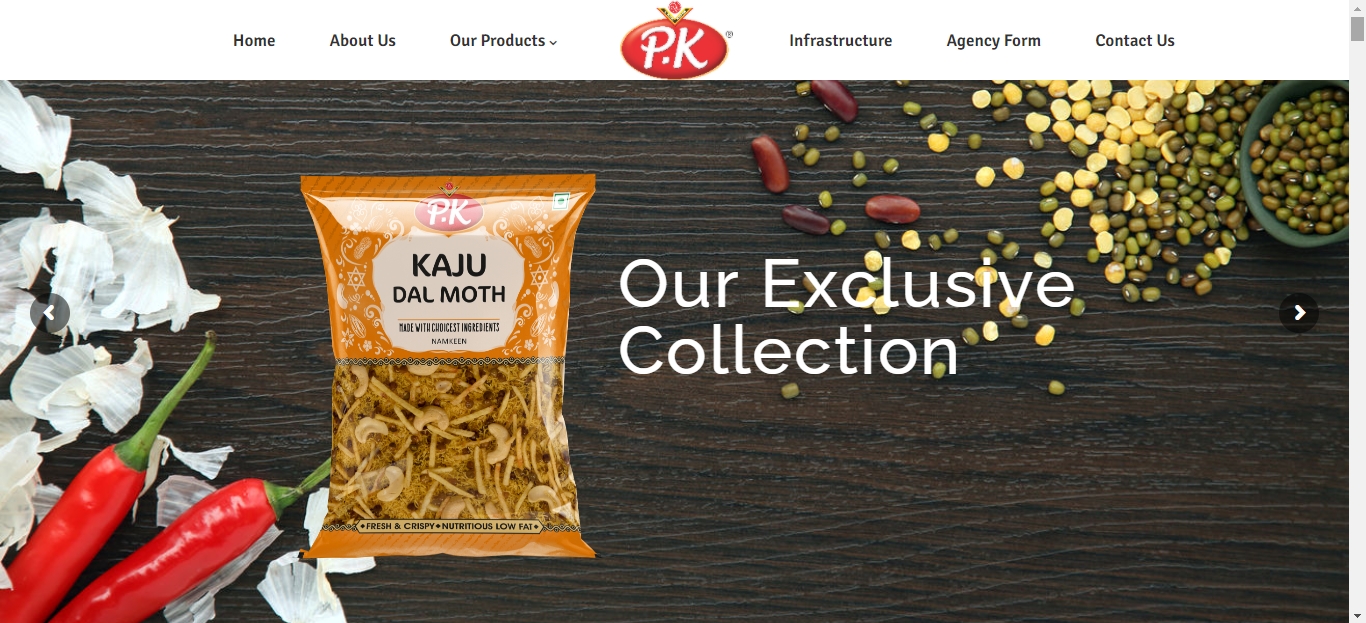 Home
About Us
Our Products
P.K
®
Infrastructure
Agency Form
Contact Us
P.K
KAJU
DAL MOTH
MADE WITH CHOICEST INGREDIENTS
NAMKEEN
FRESH & CRISPY NUTRITIOUS LOW FAT
Our Exclusive
Collection